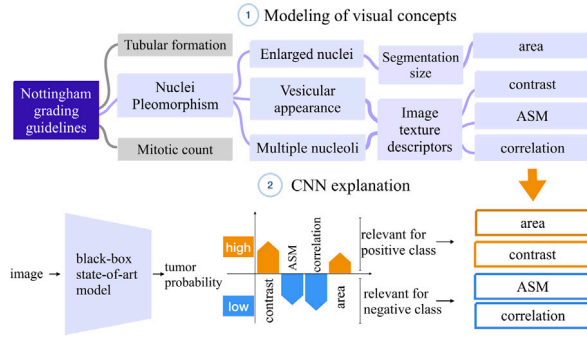 1 Modeling of visual concepts
Tubular formation
Nottingham
grading
guidelines
Nuclei
Pleomorphism
Mitotic count
Enlarged nuclei
Vesicular
appearance
Multiple nucleoli
Segmentation
size
Image
texture
descriptors
area
contrast
ASM
correlation
2 CNN explanation
image
black-box
state-of-art
model
tumor
probability
high
low
contrast
ASM
correlation
area
relevant for
positive class
relevant for
negative class
area
contrast
ASM
correlation